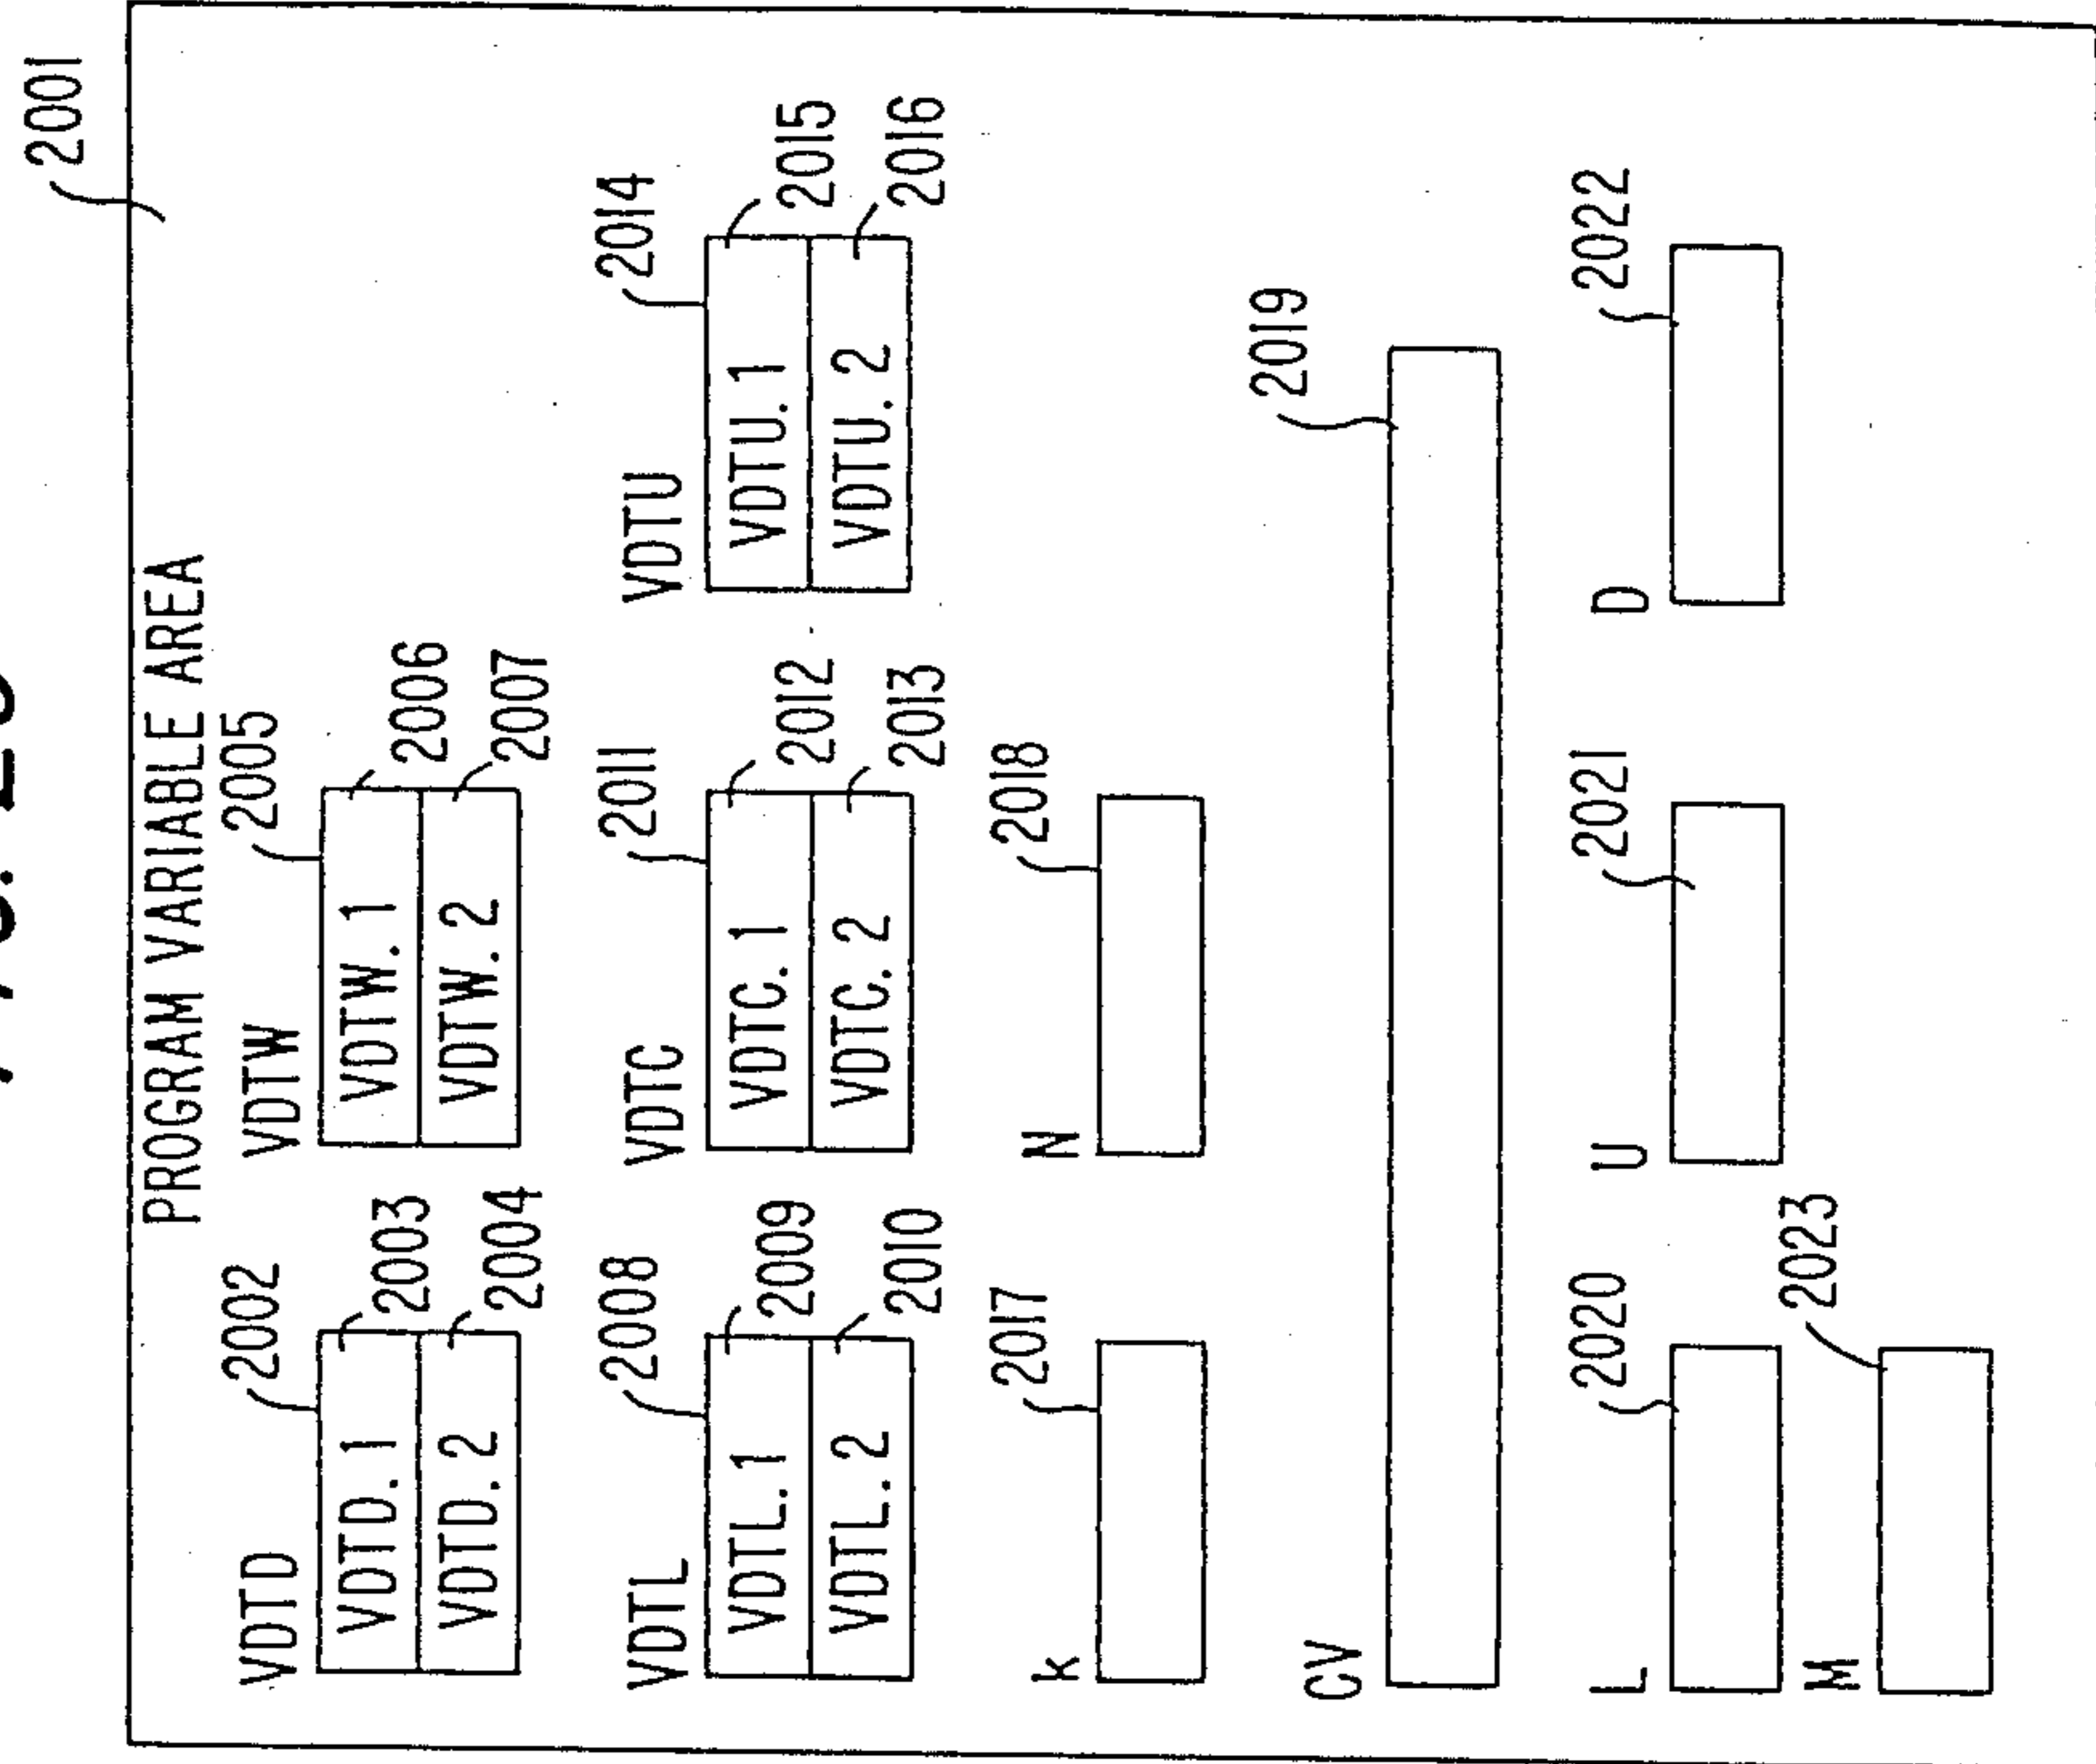 2001
PROGRAM VARIABLE AREA
2002
2005
VDTD
VDTW
VDTD. 1
2003
VDTW. 1
2006
VDTD. 2
2004
VDTW. 2
2007
2008
2011
2014
VDTL
VDTC
VDTU
VDTL. 1
2009
VDTC. 1
2012
VDTU. 1
2015
VDTL. 2
2010
VDTC. 2
2013
VDTU. 2
2016
2017
2018
K
N
2019
CV
2020
2021
2022
L
U
D
2023
M